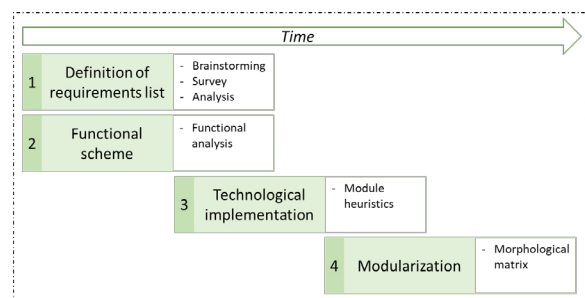 Time
1
Definition of
requirements list
- Brainstorming
- Survey
- Analysis
2
Functional
scheme
- Functional
analysis
3
Technological
implementation
- Module
heuristics
4
Modularization
- Morphological
matrix